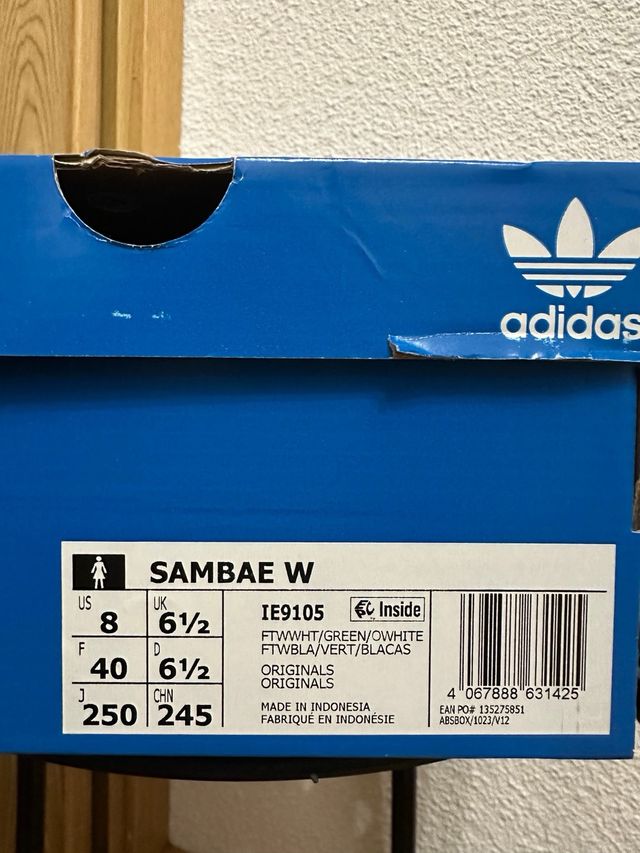 adidas
SAMBAE W
US 8 UK 6½
F 40 D 6½
J 250 CHN 245
IE9105 Inside
FTWWHT/GREEN/OWHITE
FTWBLA/VERT/BLACAS
ORIGINALS
ORIGINALS
MADE IN INDONESIA
FABRIQUÉ EN INDONÉSIE
4 067888 631425
EAN PO# 135275851
ABSBOX/1023/V12